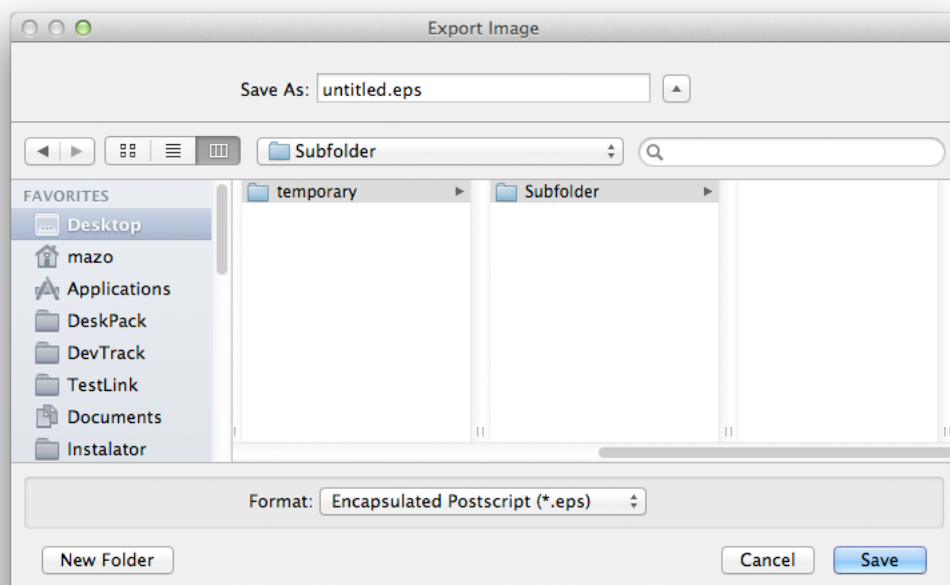 Export Image
Save As: untitled.eps
Subfolder
FAVORITES
Desktop
mazo
Applications
DeskPack
DevTrack
TestLink
Documents
Instalator
temporary
Subfolder
Format: Encapsulated Postscript (*.eps)
New Folder
Cancel
Save